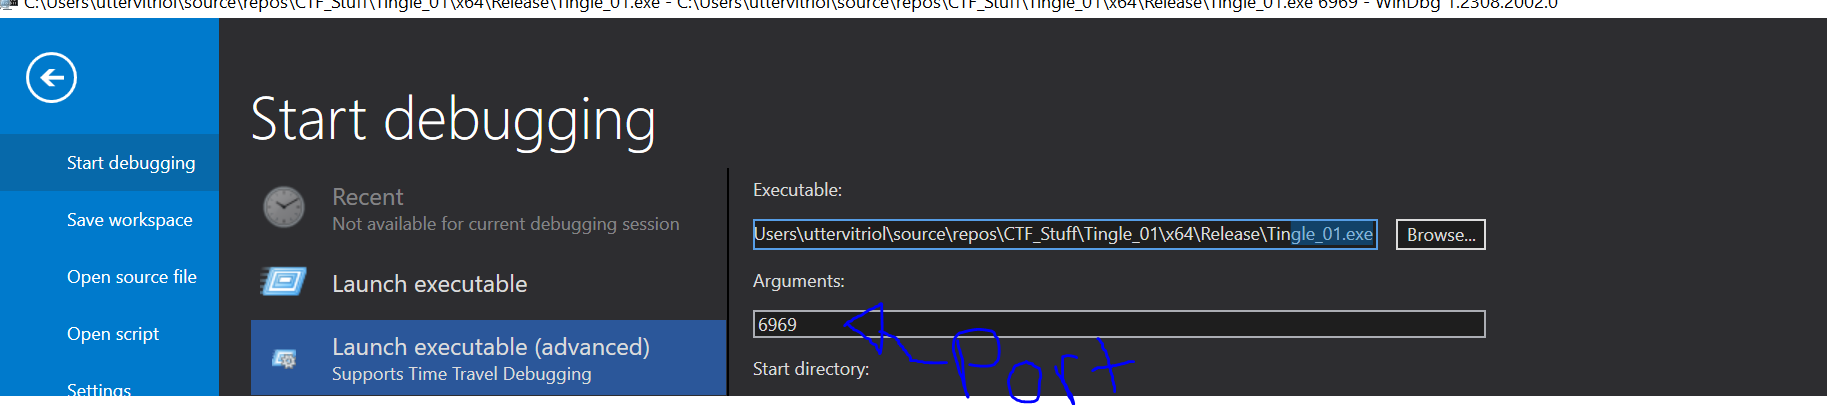 C:\Users\uttervitriol\source\repos\CTF_Stuff\Tingle_01\x64\Release\Tingle_01.exe - C:\Users\uttervitriol\source\repos\CTF_Stuff\Tingle_01\x64\Release\Tingle_01.exe 6969 - WinDbg 1.2308.2002.0
Start debugging
Start debugging
Save workspace
Open source file
Open script
Settings
Recent
Not available for current debugging session
Launch executable
Launch executable (advanced)
Supports Time Travel Debugging
Executable:
Users\uttervitriol\source\repos\CTF_Stuff\Tingle_01\x64\Release\Tingle_01.exe
Browse...
Arguments:
6969
Port
Start directory: